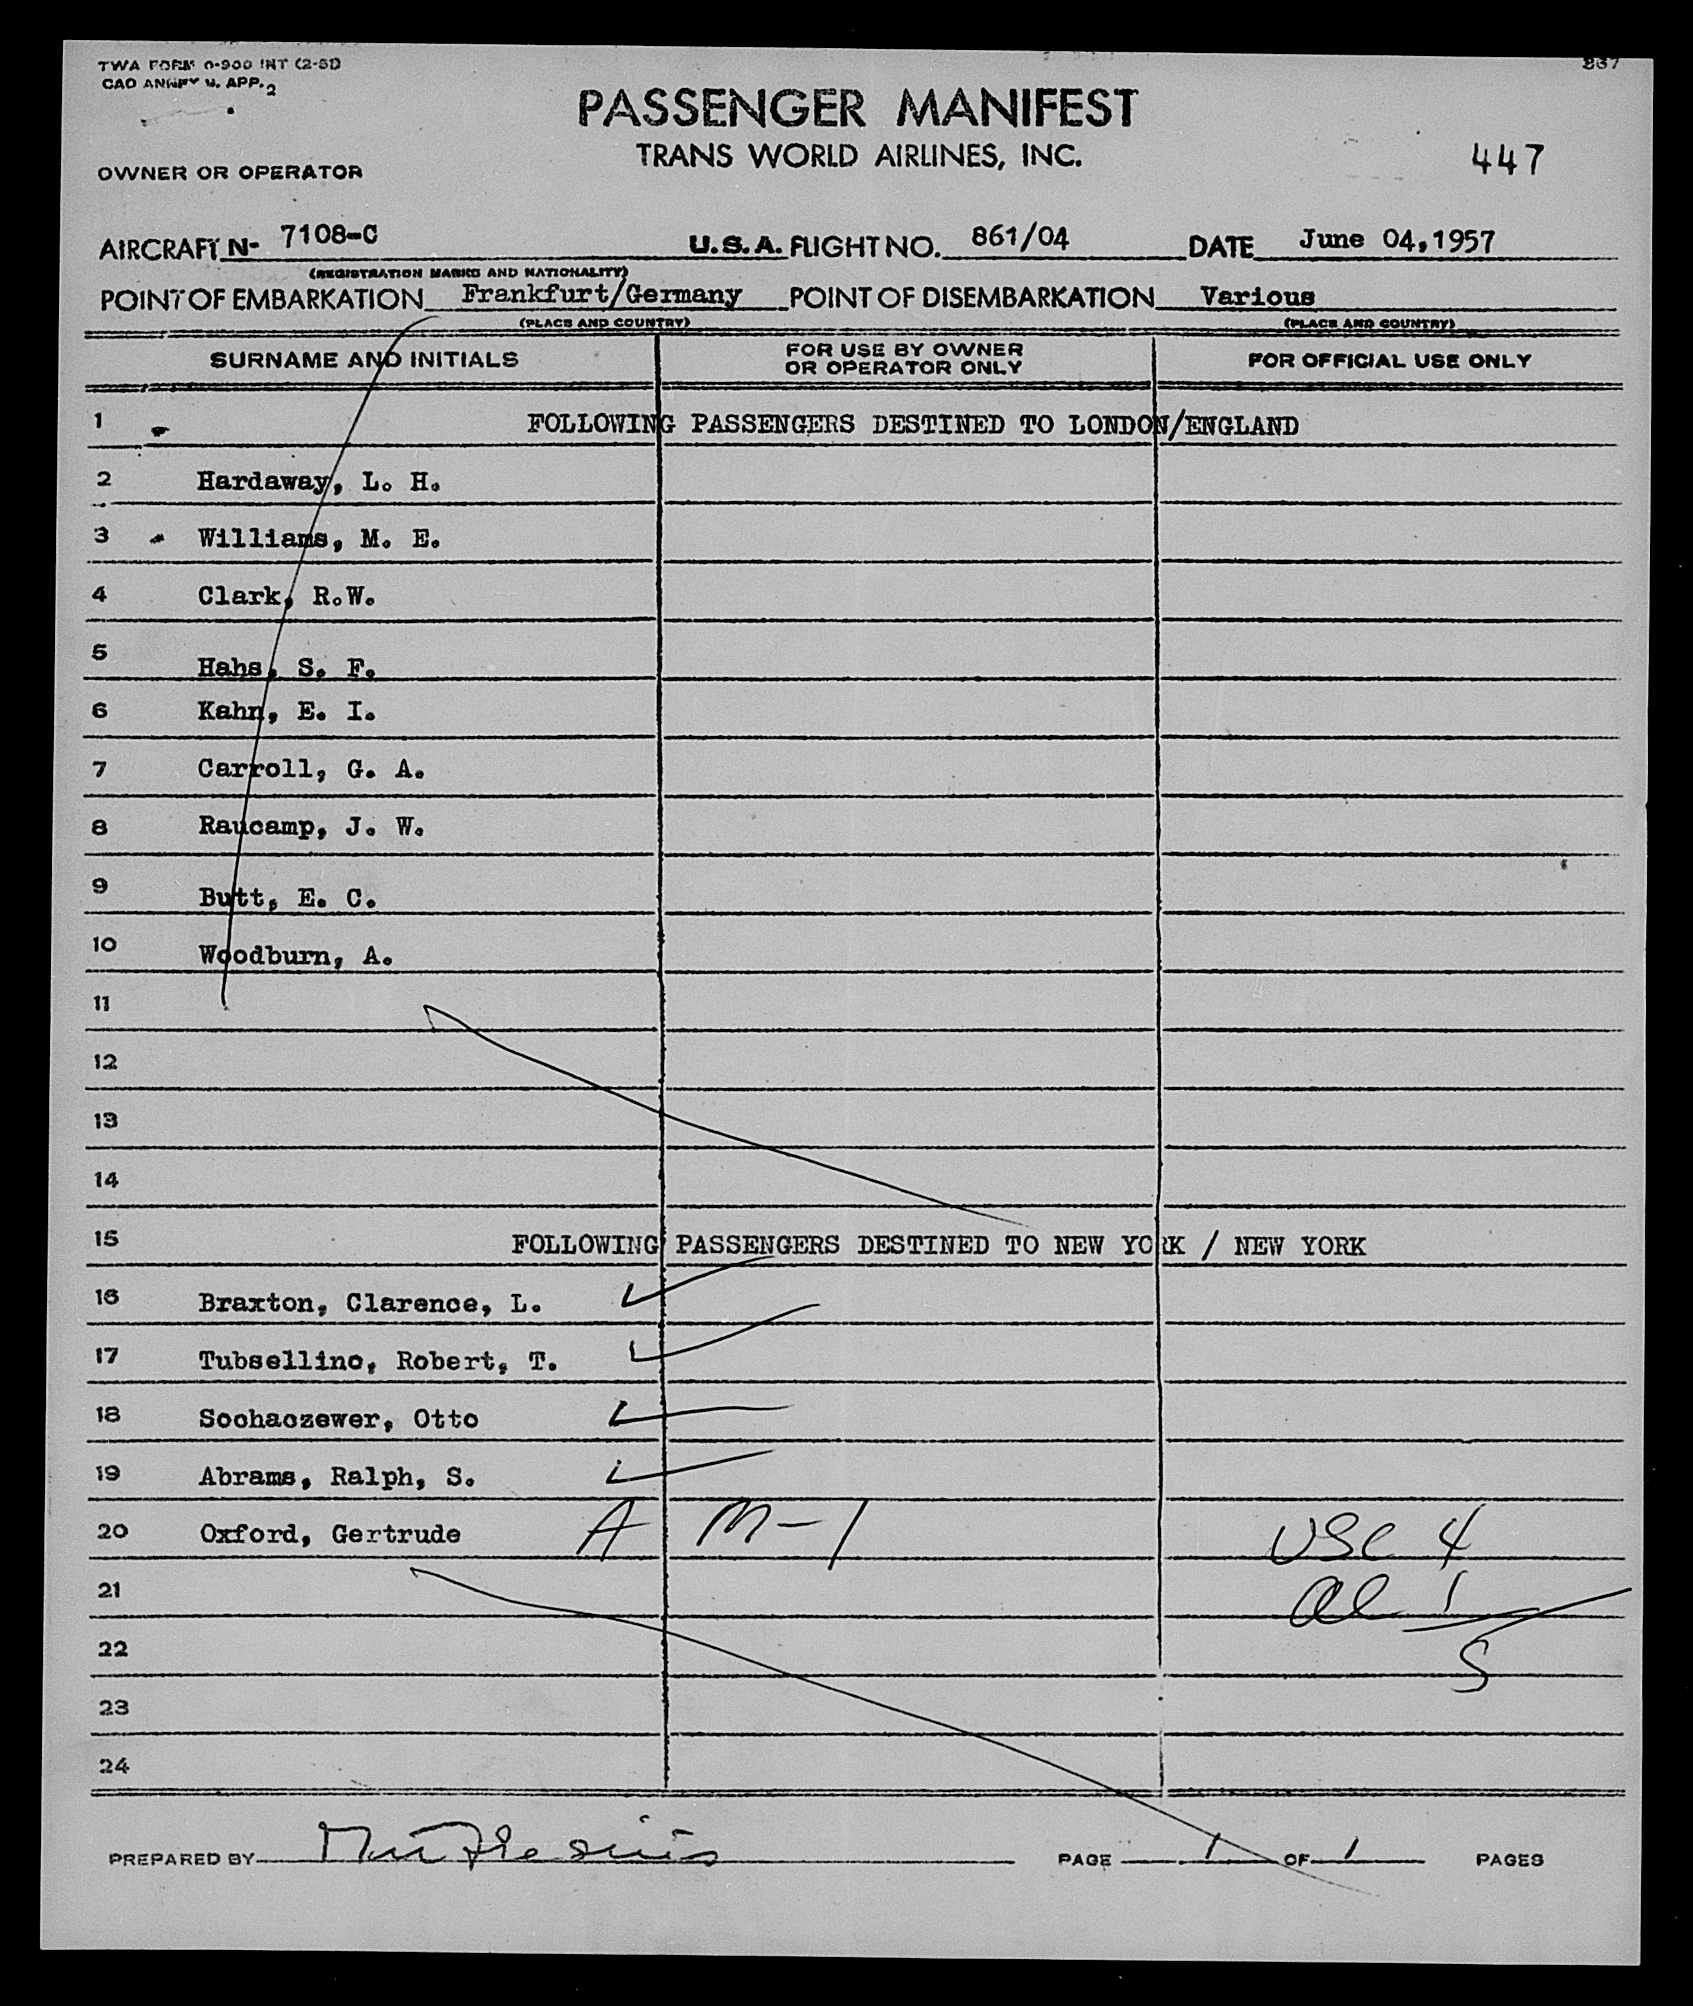 TWA FORM O-900 INT (2-51)
CAO ANNEX 9, APP. 2
237
PASSENGER MANIFEST
TRANS WORLD AIRLINES, INC.
447
OWNER OR OPERATOR
AIRCRAFT N- 7108-C U.S.A. FLIGHT NO. 861/04 DATE June 04,1957
(REGISTRATION MARKS AND NATIONALITY)
POINT OF EMBARKATION Frankfurt/Germany POINT OF DISEMBARKATION Various
(PLACE AND COUNTRY) (PLACE AND COUNTRY)
SURNAME AND INITIALS FOR USE BY OWNER OR OPERATOR ONLY FOR OFFICIAL USE ONLY
1 FOLLOWING PASSENGERS DESTINED TO LONDON/ENGLAND
2 Hardaway, L. H.
3 Williams, M. E.
4 Clark, R.W.
5 Hahs, S. F.
6 Kahn, E. I.
7 Carroll, G. A.
8 Raucamp, J. W.
9 Butt, E. C.
10 Woodburn, A.
11
12
13
14
15 FOLLOWING PASSENGERS DESTINED TO NEW YORK / NEW YORK
16 Braxton, Clarence, L.
17 Tubsellino, Robert, T.
18 Sochaczewer, Otto
19 Abrams, Ralph, S.
20 Oxford, Gertrude A M-1 USC 4
21 al 1
22 5
23
24
PREPARED BY PAGE 1 OF 1 PAGES